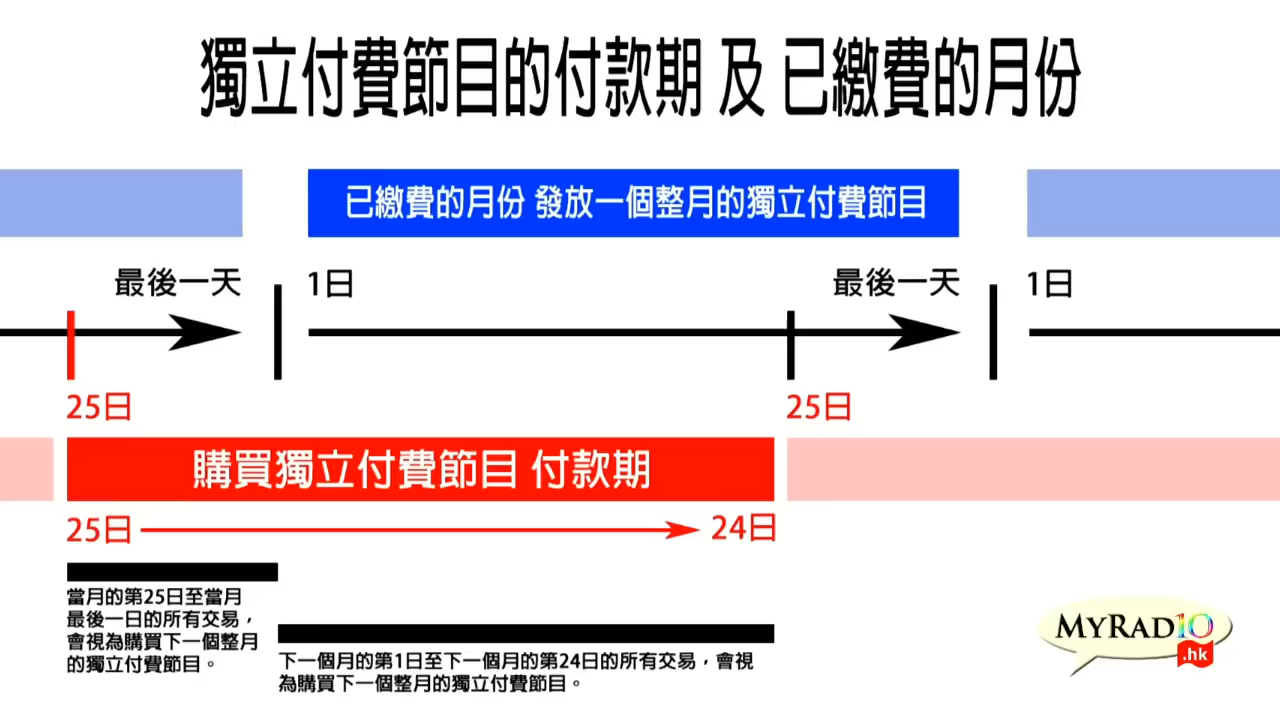 獨立付費節目的付款期 及 已繳費的月份
已繳費的月份 發放一個整月的獨立付費節目
最後一天
1日
最後一天
1日
25日
25日
購買獨立付費節目 付款期
25日
24日
當月的第25日至當月
最後一日的所有交易，
會視為購買下一個整月
的獨立付費節目。
下一個月的第1日至下一個月的第24日的所有交易，會視
為購買下一個整月的獨立付費節目。
MYRADIO
.hk